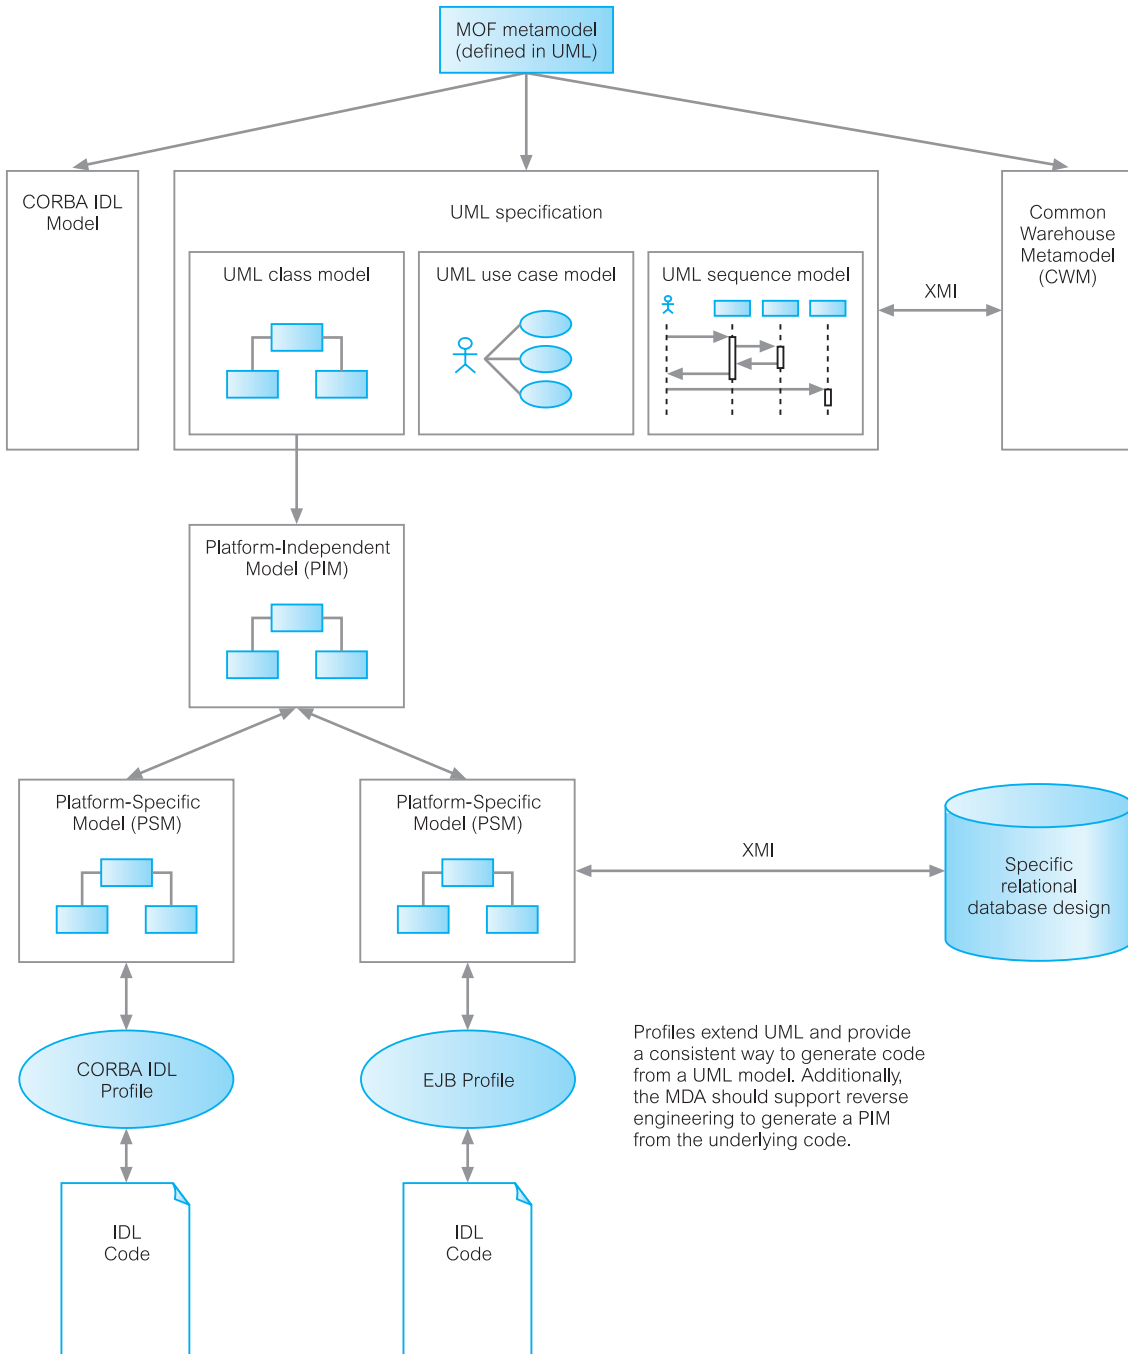 MOF metamodel
(defined in UML)
CORBA IDL
Model
UML specification
Common
Warehouse
Metamodel
(CWM)
UML class model
UML use case model
UML sequence model
XMI
Platform-Independent
Model (PIM)
Platform-Specific
Model (PSM)
Platform-Specific
Model (PSM)
XMI
Specific
relational
database design
CORBA IDL
Profile
EJB Profile
Profiles extend UML and provide
a consistent way to generate code
from a UML model. Additionally,
the MDA should support reverse
engineering to generate a PIM
from the underlying code.
IDL
Code
IDL
Code